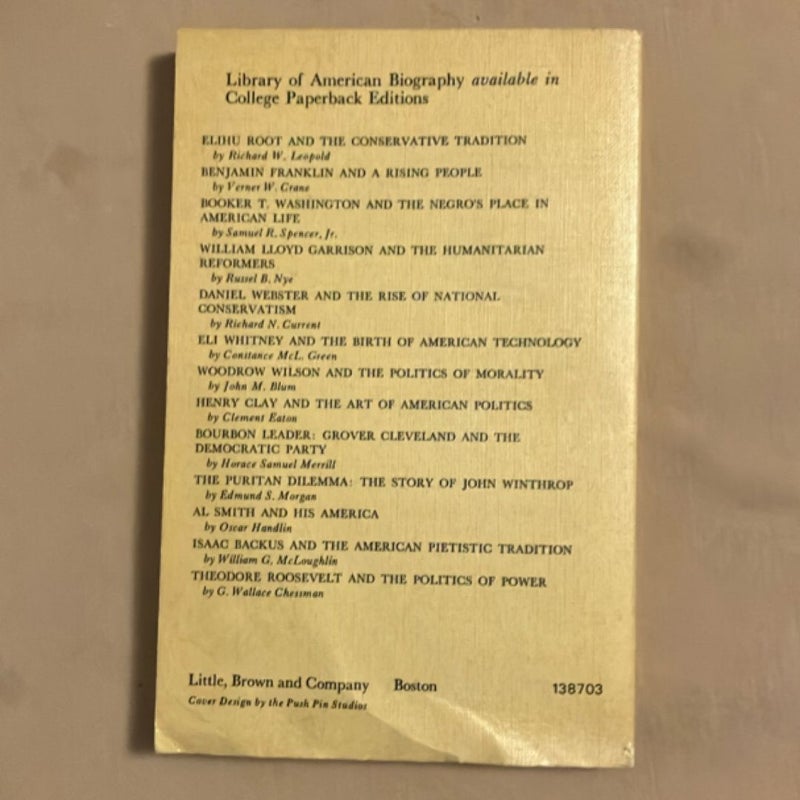 Library of American Biography available in
College Paperback Editions
ELIHU ROOT AND THE CONSERVATIVE TRADITION
by Richard W. Leopold
BENJAMIN FRANKLIN AND A RISING PEOPLE
by Verner W. Crane
BOOKER T. WASHINGTON AND THE NEGRO'S PLACE IN
AMERICAN LIFE
by Samuel R. Spencer, Jr.
WILLIAM LLOYD GARRISON AND THE HUMANITARIAN
REFORMERS
by Russel B. Nye
DANIEL WEBSTER AND THE RISE OF NATIONAL
CONSERVATISM
by Richard N. Current
ELI WHITNEY AND THE BIRTH OF AMERICAN TECHNOLOGY
by Constance McL. Green
WOODROW WILSON AND THE POLITICS OF MORALITY
by John M. Blum
HENRY CLAY AND THE ART OF AMERICAN POLITICS
by Clement Eaton
BOURBON LEADER: GROVER CLEVELAND AND THE
DEMOCRATIC PARTY
by Horace Samuel Merrill
THE PURITAN DILEMMA: THE STORY OF JOHN WINTHROP
by Edmund S. Morgan
AL SMITH AND HIS AMERICA
by Oscar Handlin
ISAAC BACKUS AND THE AMERICAN PIETISTIC TRADITION
by William G. McLoughlin
THEODORE ROOSEVELT AND THE POLITICS OF POWER
by G. Wallace Chessman
Little, Brown and Company Boston 138703
Cover Design by the Push Pin Studios